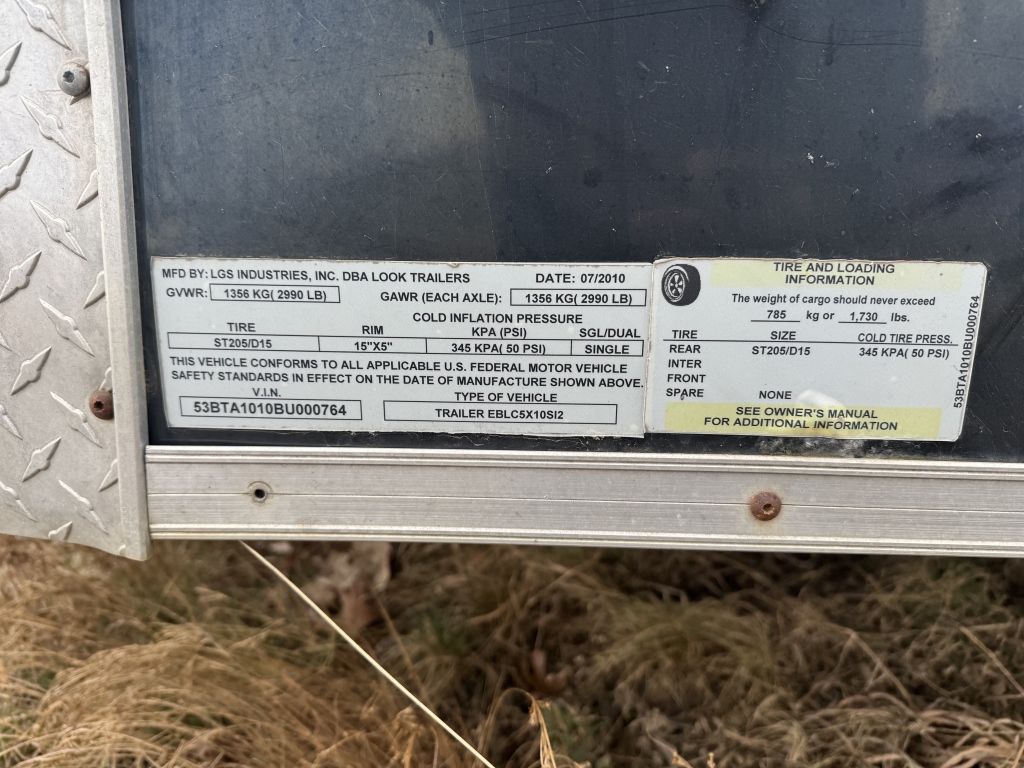 MFD BY: LGS INDUSTRIES, INC. DBA LOOK TRAILERS DATE: 07/2010
GVWR: 1356 KG( 2990 LB) GAWR (EACH AXLE): 1356 KG( 2990 LB)
COLD INFLATION PRESSURE
TIRE RIM KPA (PSI) SGL/DUAL
ST205/D15 15"X5" 345 KPA( 50 PSI) SINGLE
THIS VEHICLE CONFORMS TO ALL APPLICABLE U.S. FEDERAL MOTOR VEHICLE
SAFETY STANDARDS IN EFFECT ON THE DATE OF MANUFACTURE SHOWN ABOVE.
V.I.N. TYPE OF VEHICLE
53BTA1010BU000764 TRAILER EBLC5X10SI2
TIRE AND LOADING
INFORMATION
The weight of cargo should never exceed
785 kg or 1,730 lbs.
TIRE SIZE COLD TIRE PRESS.
REAR ST205/D15 345 KPA( 50 PSI)
INTER
FRONT
SPARE NONE
SEE OWNER'S MANUAL
FOR ADDITIONAL INFORMATION
53BTA1010BU000764